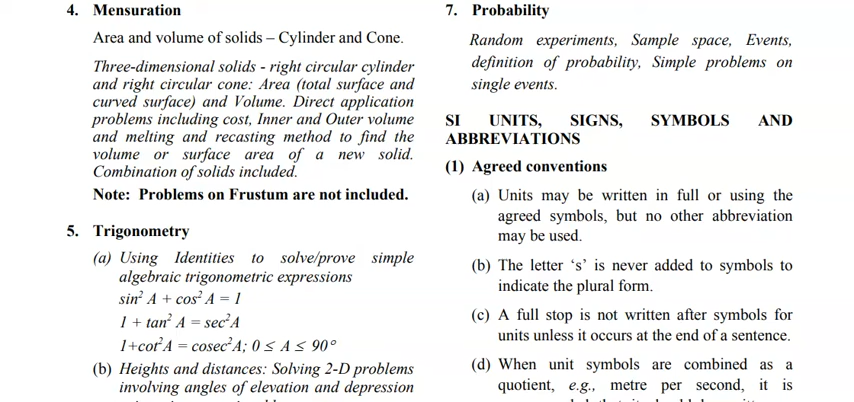 4. Mensuration
Area and volume of solids – Cylinder and Cone.
Three-dimensional solids - right circular cylinder
and right circular cone: Area (total surface and
curved surface) and Volume. Direct application
problems including cost, Inner and Outer volume
and melting and recasting method to find the
volume or surface area of a new solid.
Combination of solids included.
Note: Problems on Frustum are not included.
5. Trigonometry
(a) Using Identities to solve/prove simple
algebraic trigonometric expressions
sin² A + cos² A = 1
1 + tan² A = sec²A
1+cot²A = cosec²A; 0 ≤ A ≤ 90°
(b) Heights and distances: Solving 2-D problems
involving angles of elevation and depression
7. Probability
Random experiments, Sample space, Events,
definition of probability, Simple problems on
single events.
SI UNITS, SIGNS, SYMBOLS AND
ABBREVIATIONS
(1) Agreed conventions
(a) Units may be written in full or using the
agreed symbols, but no other abbreviation
may be used.
(b) The letter ‘s’ is never added to symbols to
indicate the plural form.
(c) A full stop is not written after symbols for
units unless it occurs at the end of a sentence.
(d) When unit symbols are combined as a
quotient, e.g., metre per second, it is